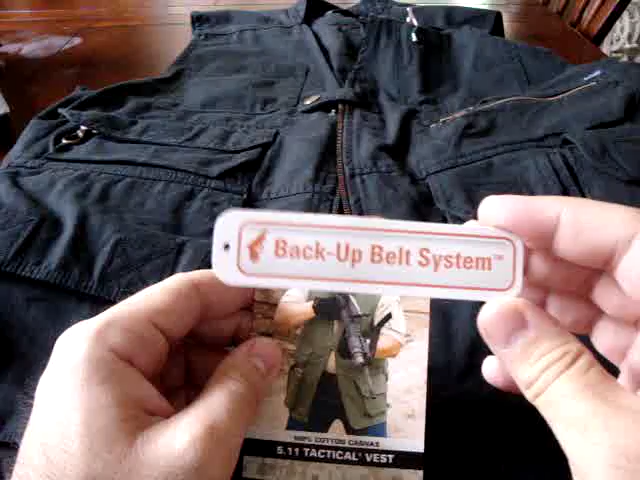 Back-Up Belt System™
100% COTTON CANVAS
5.11 TACTICAL® VEST